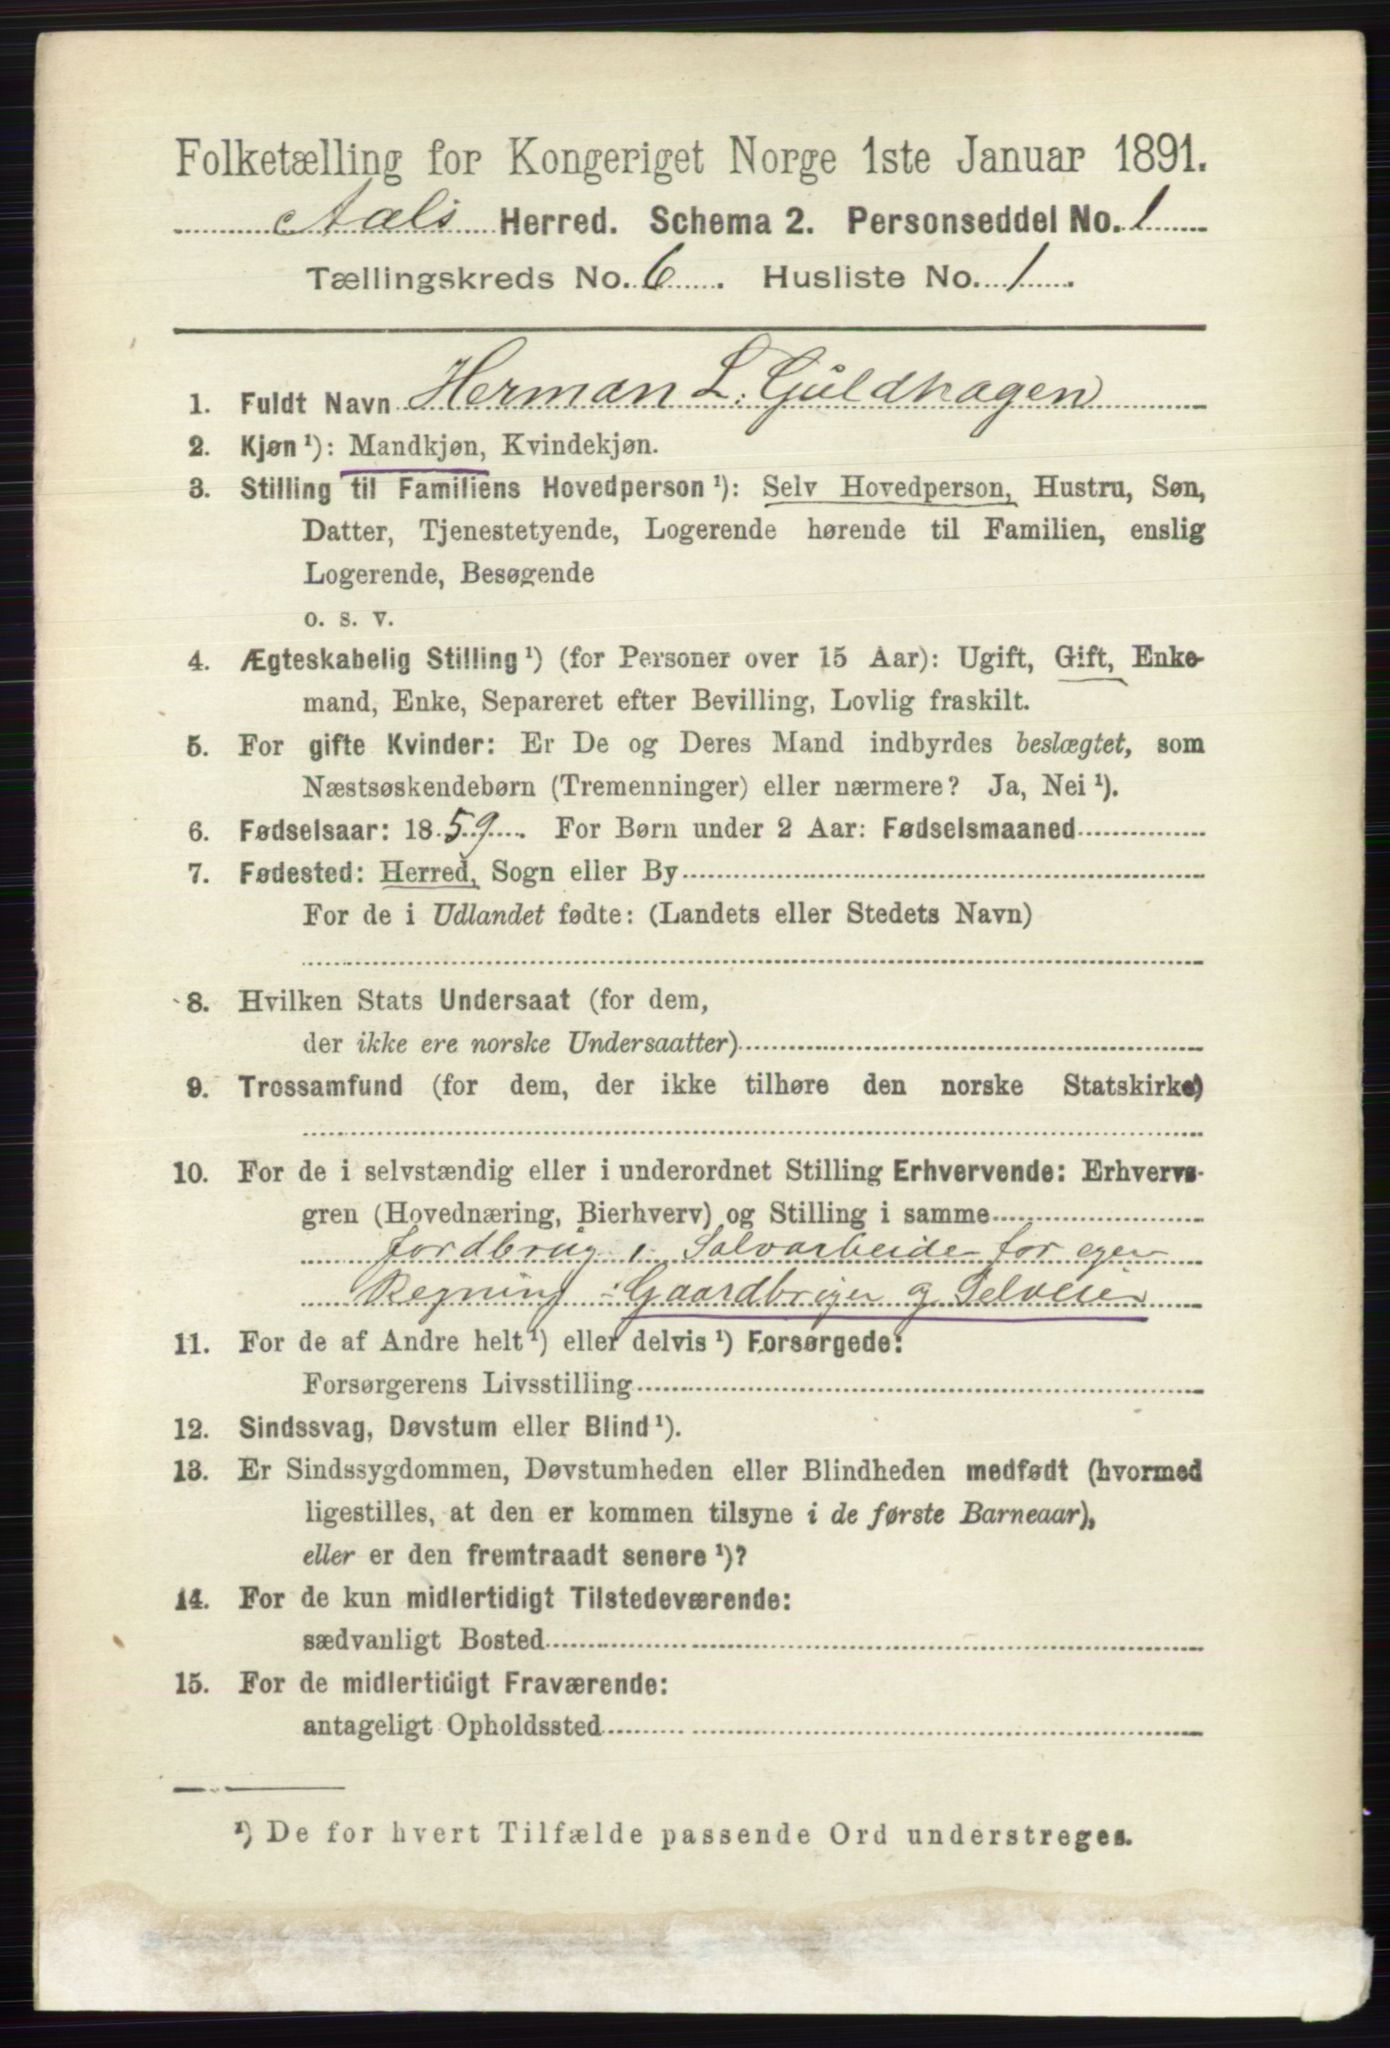 Folketælling for Kongeriget Norge 1ste Januar 1891.
Aals Herred. Schema 2. Personseddel No. 1
Tællingskreds No. 6. Husliste No. 1.
1. Fuldt Navn Herman L. Guldhagen
2. Kjøn ¹): Mandkjøn, Kvindekjøn.
3. Stilling til Familiens Hovedperson ¹): Selv Hovedperson, Hustru, Søn,
Datter, Tjenestetyende, Logerende hørende til Familien, enslig
Logerende, Besøgende
o. s. v.
4. Ægteskabelig Stilling ¹) (for Personer over 15 Aar): Ugift, Gift, Enke-
mand, Enke, Separeret efter Bevilling, Lovlig fraskilt.
5. For gifte Kvinder: Er De og Deres Mand indbyrdes beslægtet, som
Næstsøskendebørn (Tremenninger) eller nærmere? Ja, Nei ¹).
6. Fødselsaar: 1859. For Børn under 2 Aar: Fødselsmaaned
7. Fødested: Herred, Sogn eller By
For de i Udlandet fødte: (Landets eller Stedets Navn)
8. Hvilken Stats Undersaat (for dem,
der ikke ere norske Undersaatter)
9. Trossamfund (for dem, der ikke tilhøre den norske Statskirke)
10. For de i selvstændig eller i underordnet Stilling Erhvervende: Erhvervs-
gren (Hovednæring, Bierhverv) og Stilling i samme
Jordbrug, Sølvarbeide for egen
Regning : Gaardbruger og Selveier
11. For de af Andre helt ¹) eller delvis ¹) Forsørgede:
Forsørgerens Livsstilling
12. Sindssvag, Døvstum eller Blind ¹).
13. Er Sindssygdommen, Døvstumheden eller Blindheden medfødt (hvormed
ligestilles, at den er kommen tilsyne i de første Barneaar),
eller er den fremtraadt senere ¹)?
14. For de kun midlertidigt Tilstedeværende:
sædvanligt Bosted
15. For de midlertidigt Fraværende:
antageligt Opholdssted
¹) De for hvert Tilfælde passende Ord understreges.